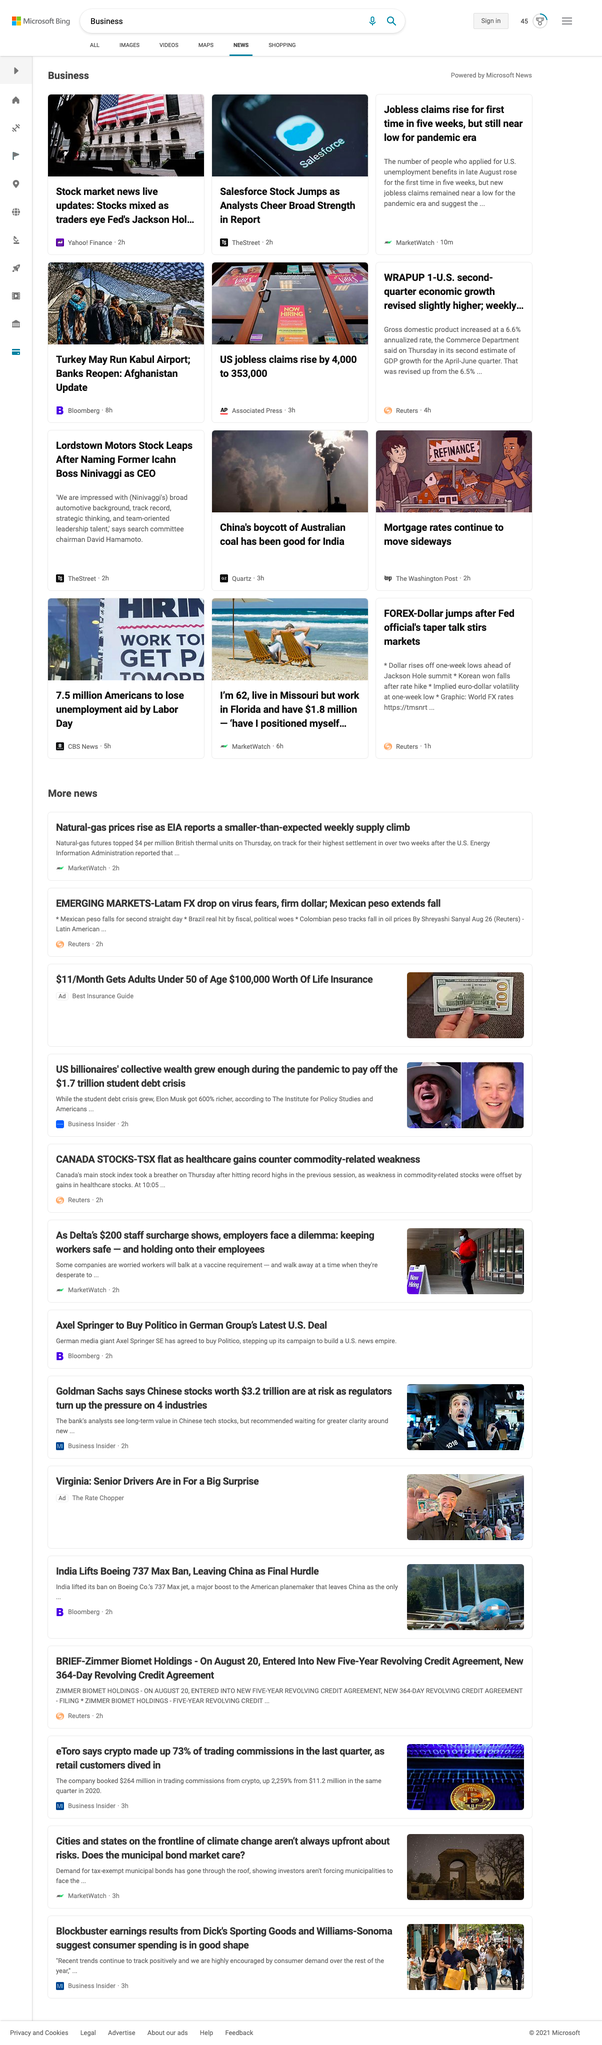 Microsoft Bing
Business
Sign in
45
ALL IMAGES VIDEOS MAPS NEWS SHOPPING
Business
Powered by Microsoft News
Stock market news live
updates: Stocks mixed as
traders eye Fed's Jackson Hol...
Yahoo! Finance · 2h
Salesforce
Salesforce Stock Jumps as
Analysts Cheer Broad Strength
in Report
TheStreet · 2h
Jobless claims rise for first
time in five weeks, but still near
low for pandemic era
The number of people who applied for U.S.
unemployment benefits in late August rose
for the first time in five weeks, but new
jobless claims remained near a low for the
pandemic era and suggest the ...
MarketWatch · 10m
Turkey May Run Kabul Airport;
Banks Reopen: Afghanistan
Update
Bloomberg · 8h
NOW
HIRING
US jobless claims rise by 4,000
to 353,000
AP Associated Press · 3h
WRAPUP 1-U.S. second-
quarter economic growth
revised slightly higher; weekly...
Gross domestic product increased at a 6.6%
annualized rate, the Commerce Department
said on Thursday in its second estimate of
GDP growth for the April-June quarter. That
was revised up from the 6.5% ...
Reuters · 4h
Lordstown Motors Stock Leaps
After Naming Former Icahn
Boss Ninivaggi as CEO
'We are impressed with (Ninivaggi's) broad
automotive background, track record,
strategic thinking, and team-oriented
leadership talent,' says search committee
chairman David Hamamoto.
TheStreet · 2h
China's boycott of Australian
coal has been good for India
Quartz · 3h
REFINANCE
Mortgage rates continue to
move sideways
wp The Washington Post · 2h
HIRIN
WORK TO
GET PA
TOMORR
7.5 million Americans to lose
unemployment aid by Labor
Day
CBS News · 5h
I'm 62, live in Missouri but work
in Florida and have $1.8 million
— 'have I positioned myself...
MarketWatch · 6h
FOREX-Dollar jumps after Fed
official's taper talk stirs
markets
* Dollar rises off one-week lows ahead of
Jackson Hole summit * Korean won falls
after rate hike * Implied euro-dollar volatility
at one-week low * Graphic: World FX rates
https://tmsnrt ...
Reuters · 1h
More news
Natural-gas prices rise as EIA reports a smaller-than-expected weekly supply climb
Natural-gas futures topped $4 per million British thermal units on Thursday, on track for their highest settlement in over two weeks after the U.S. Energy
Information Administration reported that ...
MarketWatch · 2h
EMERGING MARKETS-Latam FX drop on virus fears, firm dollar; Mexican peso extends fall
* Mexican peso falls for second straight day * Brazil real hit by fiscal, political woes * Colombian peso tracks fall in oil prices By Shreyashi Sanyal Aug 26 (Reuters) -
Latin American ...
Reuters · 2h
$11/Month Gets Adults Under 50 of Age $100,000 Worth Of Life Insurance
Ad Best Insurance Guide
100
US billionaires' collective wealth grew enough during the pandemic to pay off the
$1.7 trillion student debt crisis
While the student debt crisis grew, Elon Musk got 600% richer, according to The Institute for Policy Studies and
Americans ...
Business Insider · 2h
CANADA STOCKS-TSX flat as healthcare gains counter commodity-related weakness
Canada's main stock index took a breather on Thursday after hitting record highs in the previous session, as weakness in commodity-related stocks were offset by
gains in healthcare stocks. At 10:05 ...
Reuters · 2h
As Delta's $200 staff surcharge shows, employers face a dilemma: keeping
workers safe — and holding onto their employees
Some companies are worried workers will balk at a vaccine requirement — and walk away at a time when they're
desperate to ...
MarketWatch · 2h
Now
Hiring
Axel Springer to Buy Politico in German Group's Latest U.S. Deal
German media giant Axel Springer SE has agreed to buy Politico, stepping up its campaign to build a U.S. news empire.
Bloomberg · 2h
Goldman Sachs says Chinese stocks worth $3.2 trillion are at risk as regulators
turn up the pressure on 4 industries
The bank's analysts see long-term value in Chinese tech stocks, but recommended waiting for greater clarity around
new ...
Business Insider · 2h
Virginia: Senior Drivers Are in For a Big Surprise
Ad The Rate Chopper
India Lifts Boeing 737 Max Ban, Leaving China as Final Hurdle
India lifted its ban on Boeing Co.'s 737 Max jet, a major boost to the American planemaker that leaves China as the only
...
Bloomberg · 2h
BRIEF-Zimmer Biomet Holdings - On August 20, Entered Into New Five-Year Revolving Credit Agreement, New
364-Day Revolving Credit Agreement
ZIMMER BIOMET HOLDINGS - ON AUGUST 20, ENTERED INTO NEW FIVE-YEAR REVOLVING CREDIT AGREEMENT, NEW 364-DAY REVOLVING CREDIT AGREEMENT
- FILING * ZIMMER BIOMET HOLDINGS - FIVE-YEAR REVOLVING CREDIT ...
Reuters · 2h
eToro says crypto made up 73% of trading commissions in the last quarter, as
retail customers dived in
The company booked $264 million in trading commissions from crypto, up 2,259% from $11.2 million in the same
quarter in 2020.
Business Insider · 3h
Cities and states on the frontline of climate change aren't always upfront about
risks. Does the municipal bond market care?
Demand for tax-exempt municipal bonds has gone through the roof, showing investors aren't forcing municipalities to
face the ...
MarketWatch · 3h
Blockbuster earnings results from Dick's Sporting Goods and Williams-Sonoma
suggest consumer spending is in good shape
"Recent trends continue to track positively and we are highly encouraged by consumer demand over the rest of the
year," ...
Business Insider · 3h
Privacy and Cookies Legal Advertise About our ads Help Feedback
© 2021 Microsoft